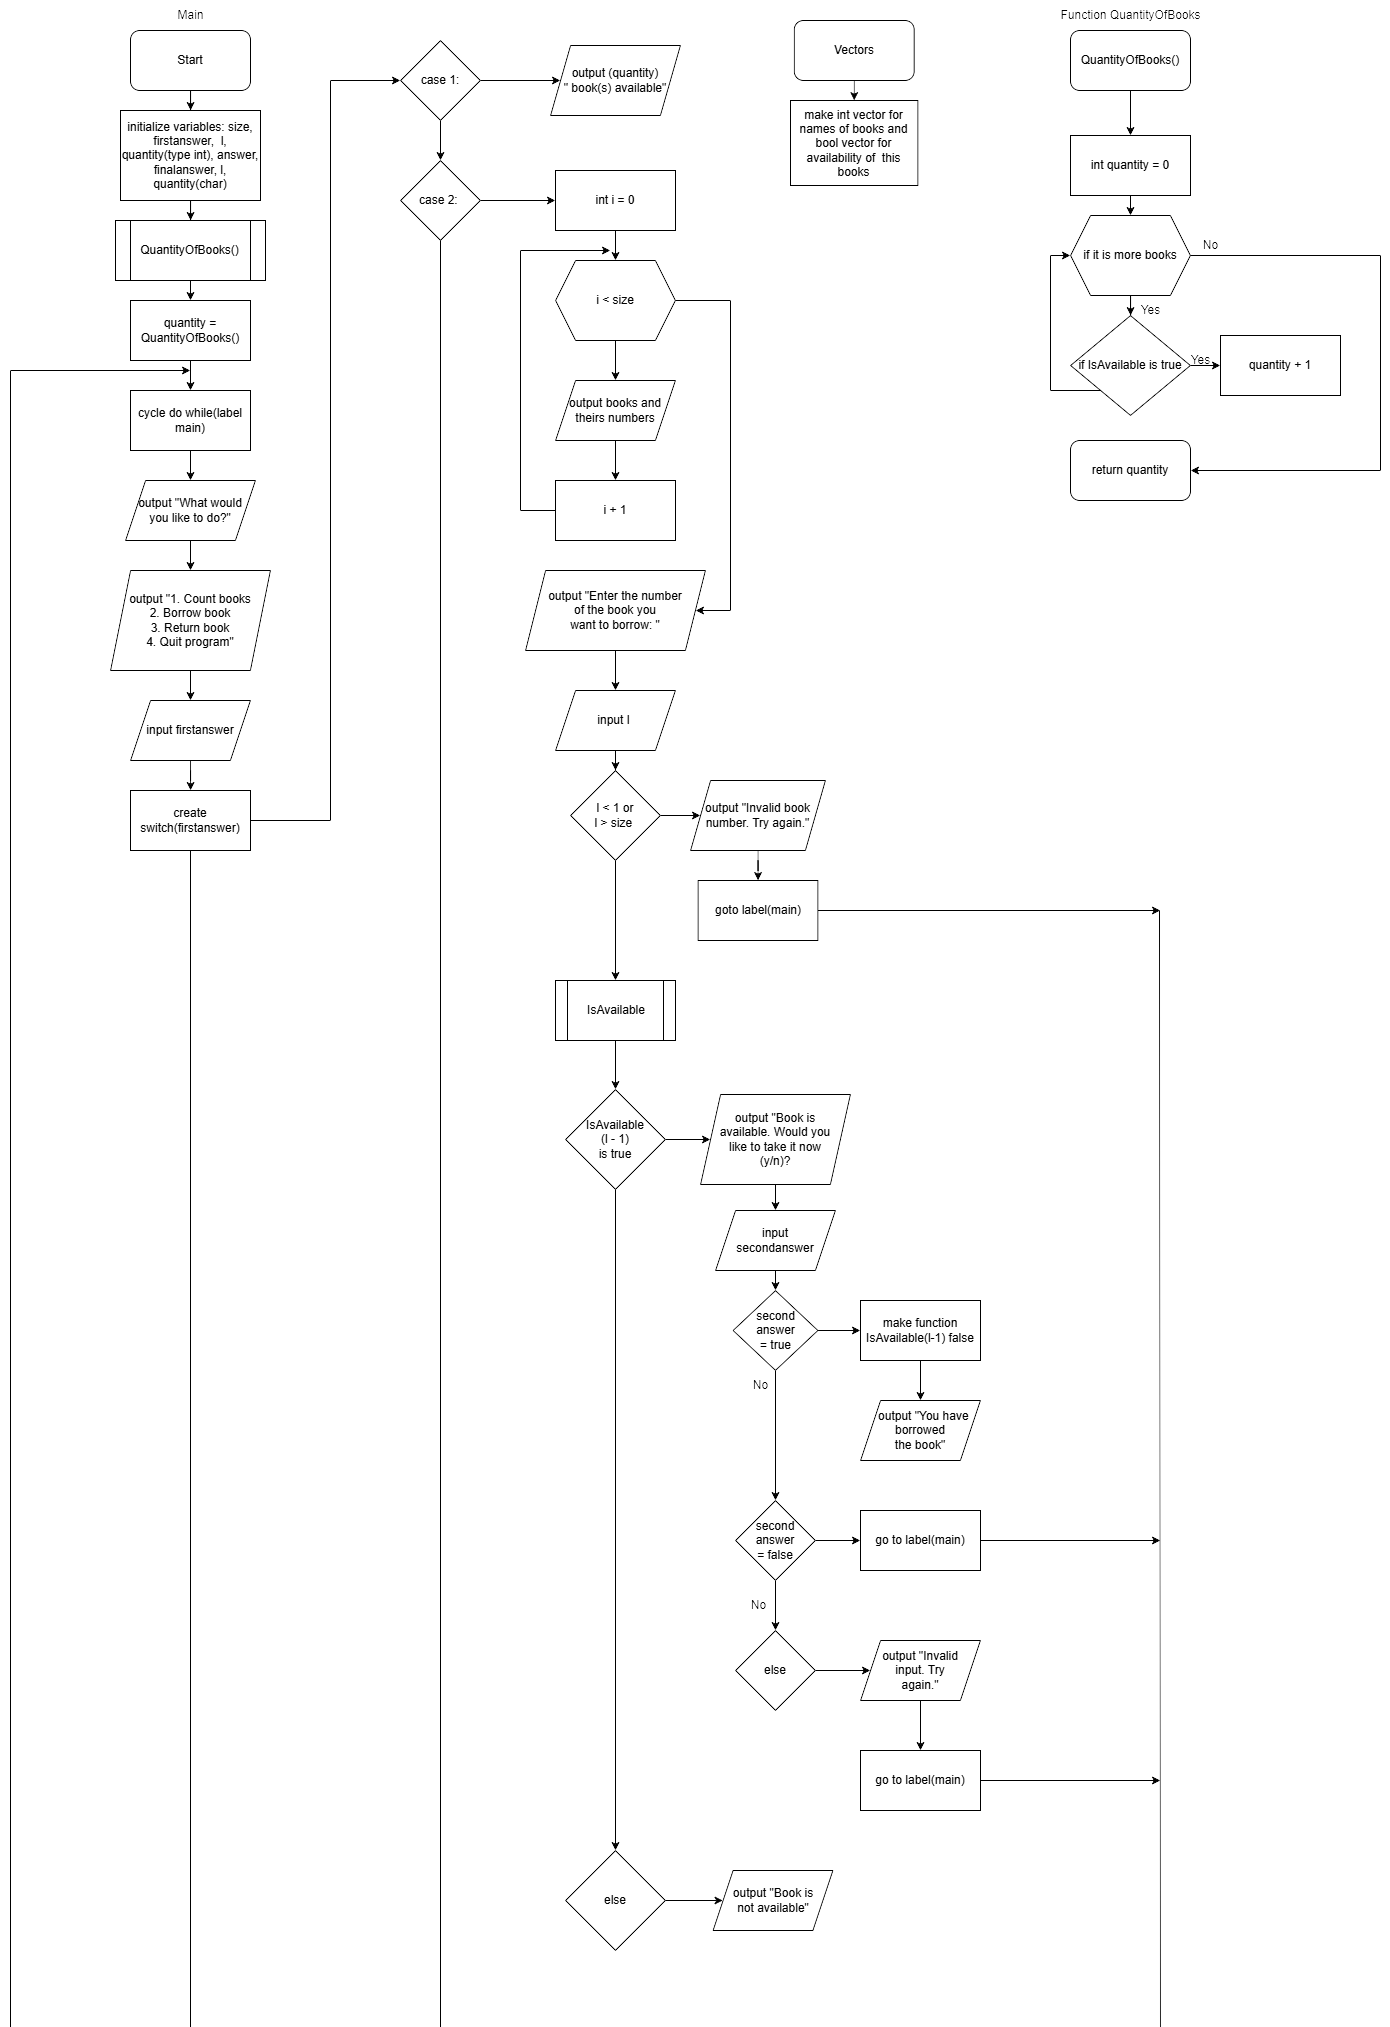 Main
Start
initialize variables: size,
firstanswer, I,
quantity(type int), answer,
finalanswer, I,
quantity(char)
QuantityOfBooks()
quantity =
QuantityOfBooks()
cycle do while(label
main)
output "What would
you like to do?"
output "1. Count books
2. Borrow book
3. Return book
4. Quit program"
input firstanswer
create
switch(firstanswer)
case 1:
output (quantity)
" book(s) available"
case 2:
int i = 0
i < size
output books and
theirs numbers
i + 1
output "Enter the number
of the book you
want to borrow: "
input I
I < 1 or
I > size
output "Invalid book
number. Try again."
goto label(main)
IsAvailable
IsAvailable
(I - 1)
is true
output "Book is
available. Would you
like to take it now
(y/n)?
input
secondanswer
second
answer
= true
make function
IsAvailable(I-1) false
No
output "You have
borrowed
the book"
second
answer
= false
go to label(main)
No
else
output "Invalid
input. Try
again."
go to label(main)
else
output "Book is
not available"
Vectors
make int vector for
names of books and
bool vector for
availability of this
books
Function QuantityOfBooks
QuantityOfBooks()
int quantity = 0
if it is more books
No
Yes
if IsAvailable is true
Yes
quantity + 1
return quantity